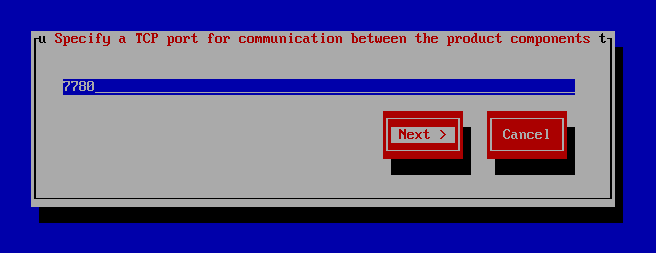 u Specify a TCP port for communication between the product components t
7780
Next >
Cancel